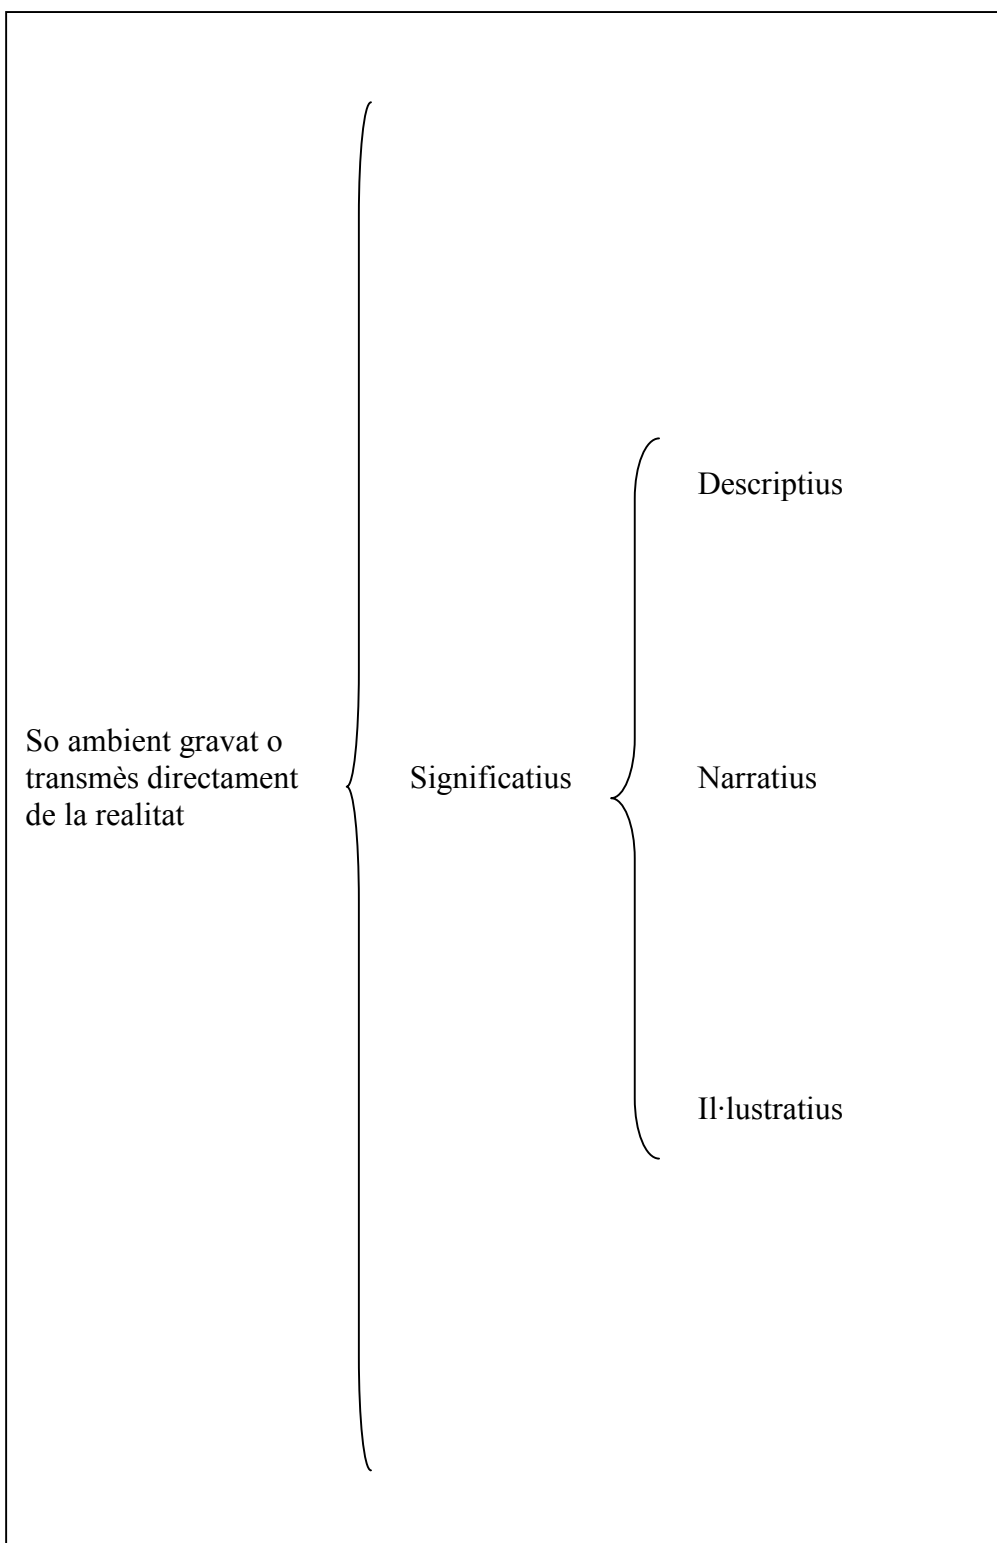 So ambient gravat o
transmès directament
de la realitat
Significatius
Descriptius
Narratius
Il·lustratius